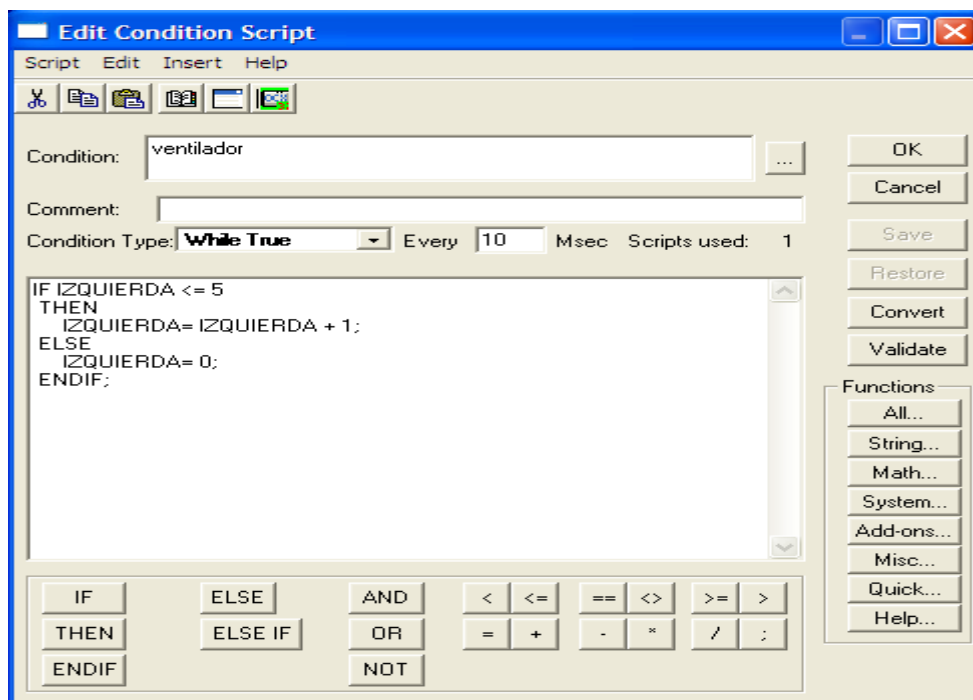 Edit Condition Script
Script Edit Insert Help
Condition: ventilador ...
OK
Cancel
Comment:
Condition Type: While True Every 10 Msec Scripts used: 1
Save
Restore
Convert
Validate
IF IZQUIERDA <= 5
THEN
IZQUIERDA= IZQUIERDA + 1;
ELSE
IZQUIERDA= 0;
ENDIF;
Functions
All...
String...
Math...
System...
Add-ons...
Misc...
Quick...
Help...
IF ELSE AND < <= == <> >= >
THEN ELSE IF OR = + - * / ;
ENDIF NOT